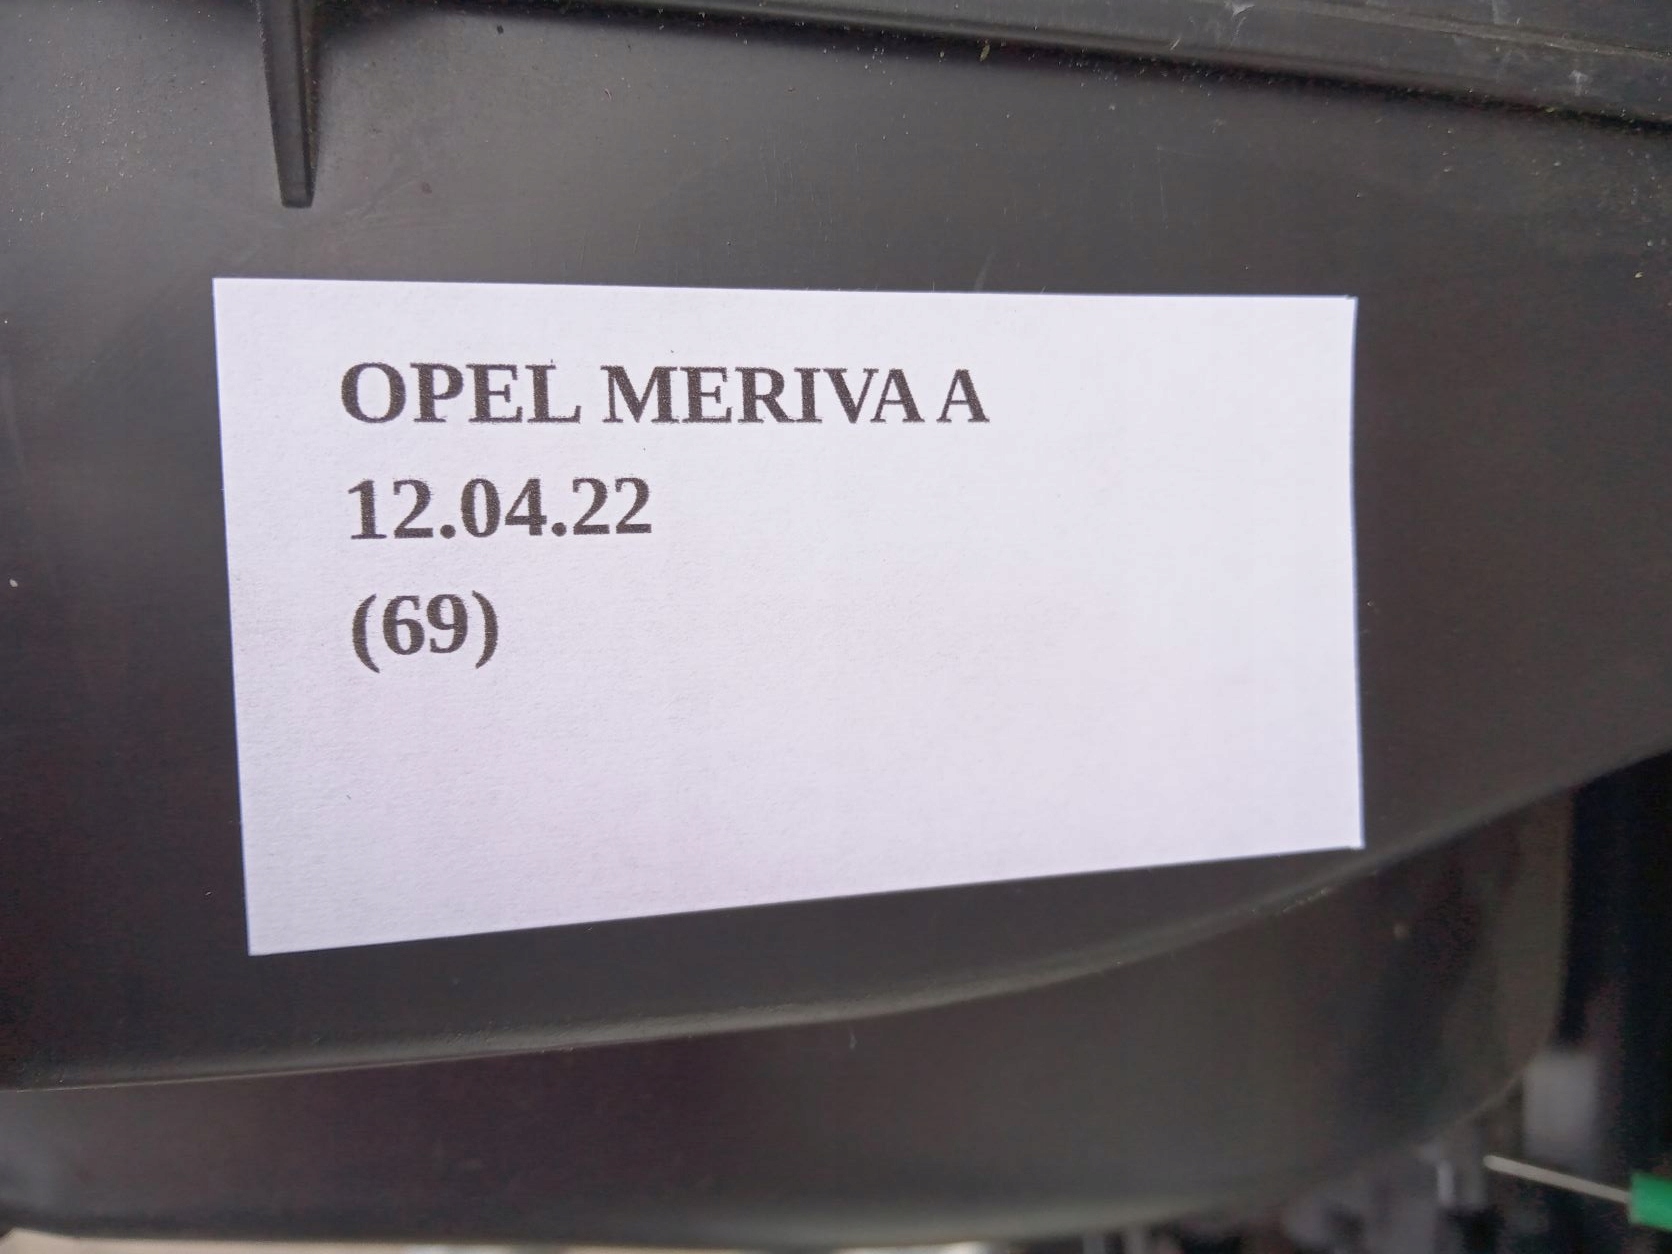 OPEL MERIVA A
12.04.22
(69)